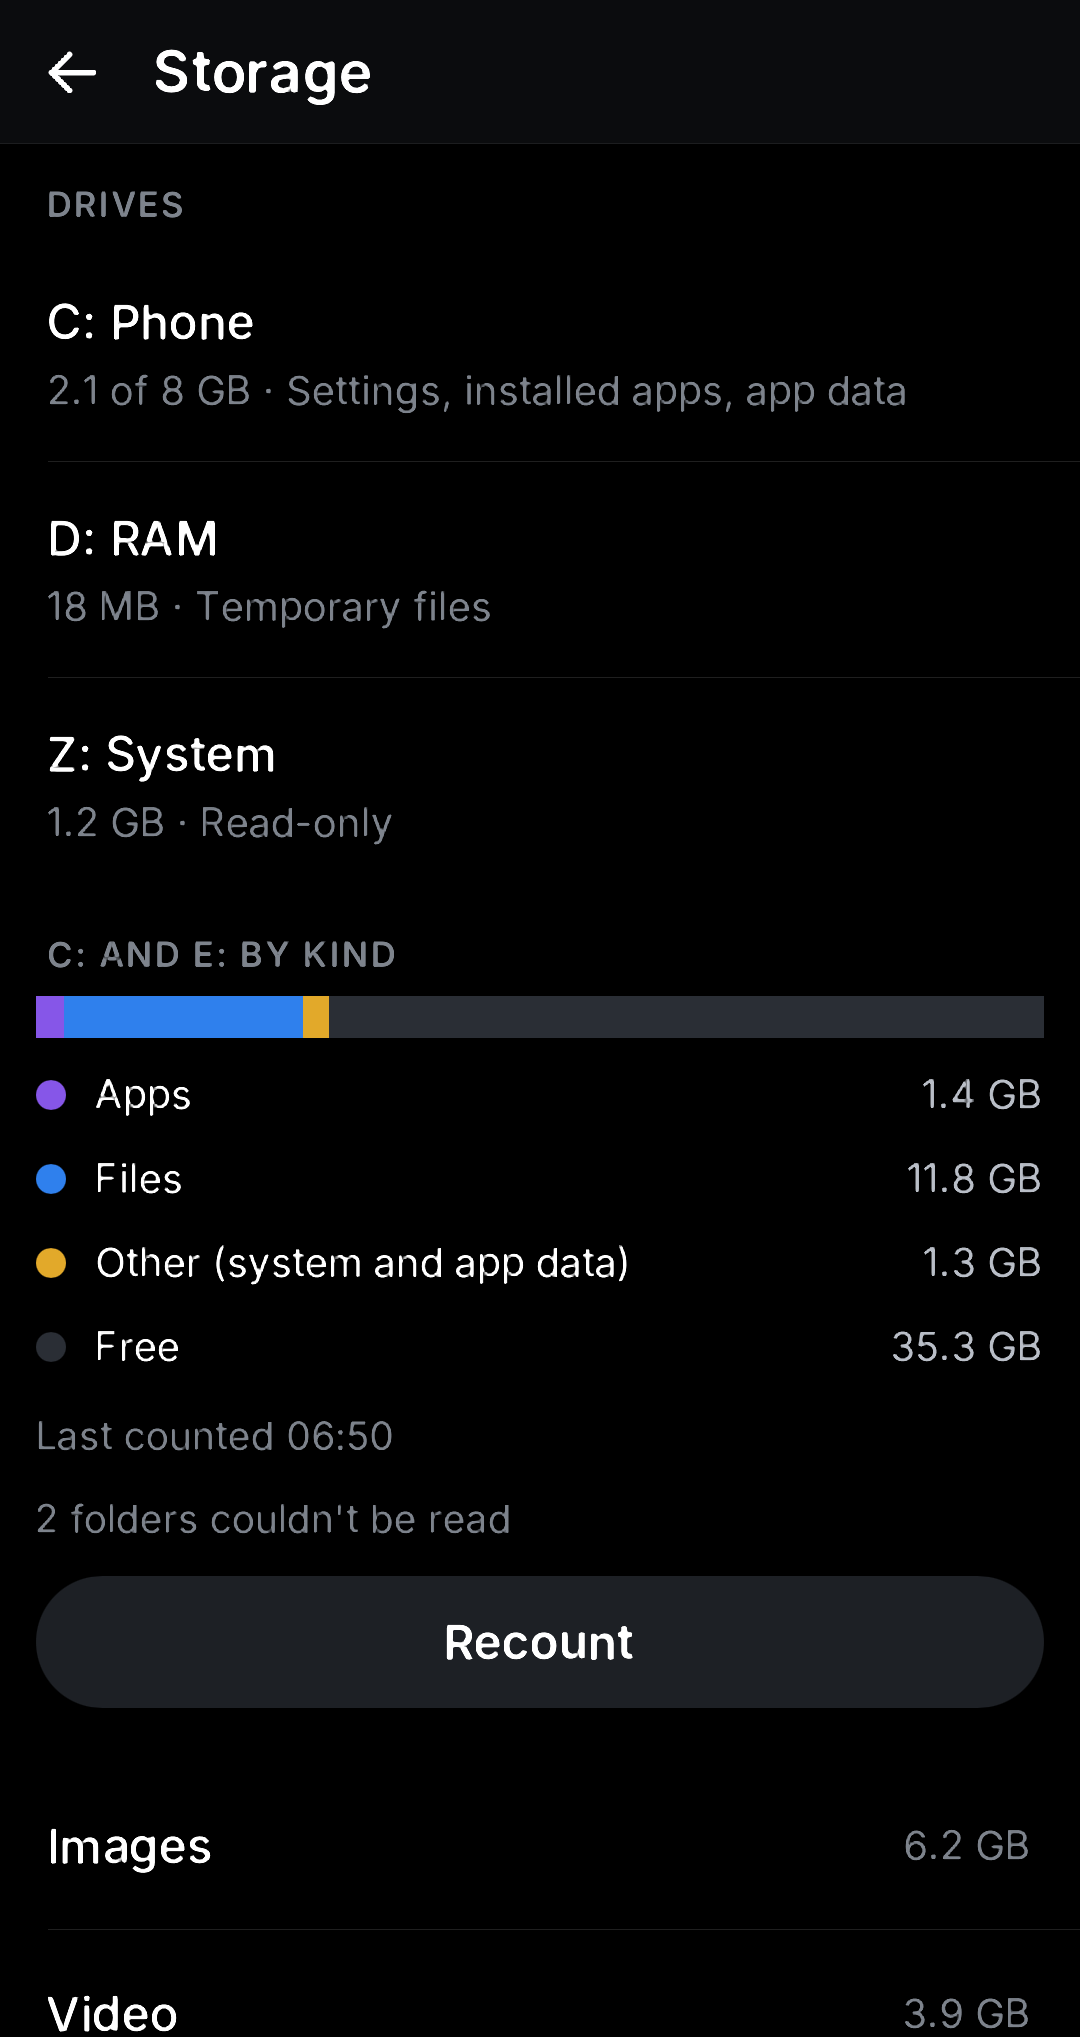 Storage
DRIVES
C: Phone
2.1 of 8 GB · Settings, installed apps, app data
D: RAM
18 MB · Temporary files
Z: System
1.2 GB · Read-only
C: AND E: BY KIND
Apps 1.4 GB
Files 11.8 GB
Other (system and app data) 1.3 GB
Free 35.3 GB
Last counted 06:50
2 folders couldn't be read
Recount
Images 6.2 GB
Video 3.9 GB